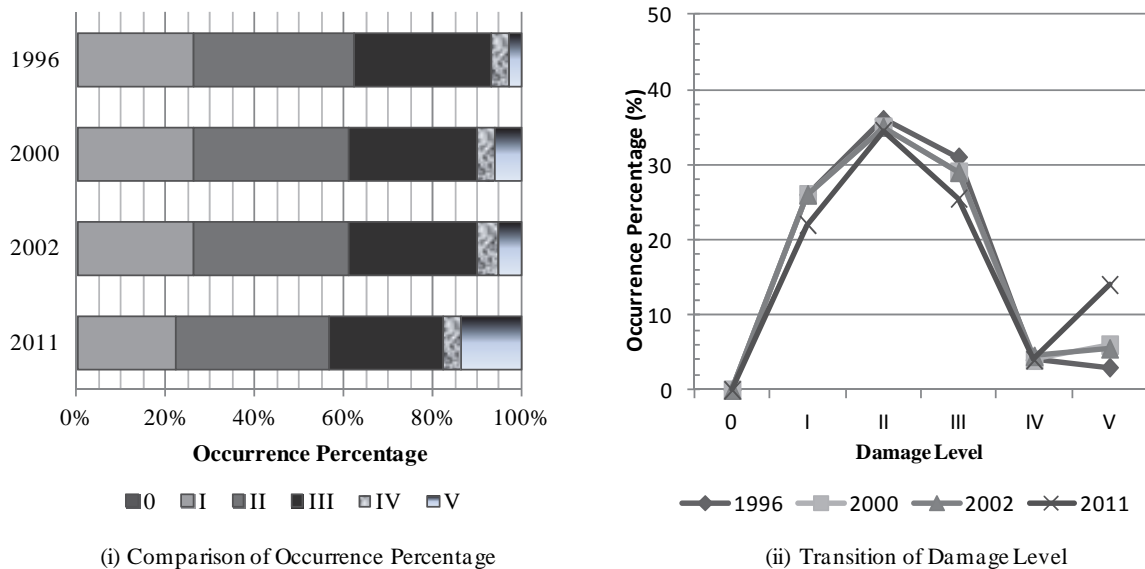 1996
2000
2002
2011
0% 20% 40% 60% 80% 100%
Occurrence Percentage
0 I II III IV V
(i) Comparison of Occurrence Percentage
50
40
30
20
10
0
Occurrence Percentage (%)
0 I II III IV V
Damage Level
1996 2000 2002 2011
(ii) Transition of Damage Level